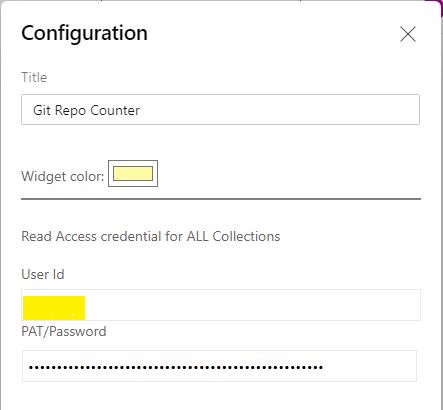 Configuration
Title
Git Repo Counter
Widget color:
Read Access credential for ALL Collections
User Id
PAT/Password
••••••••••••••••••••••••••••••••••••••••••••••••••••